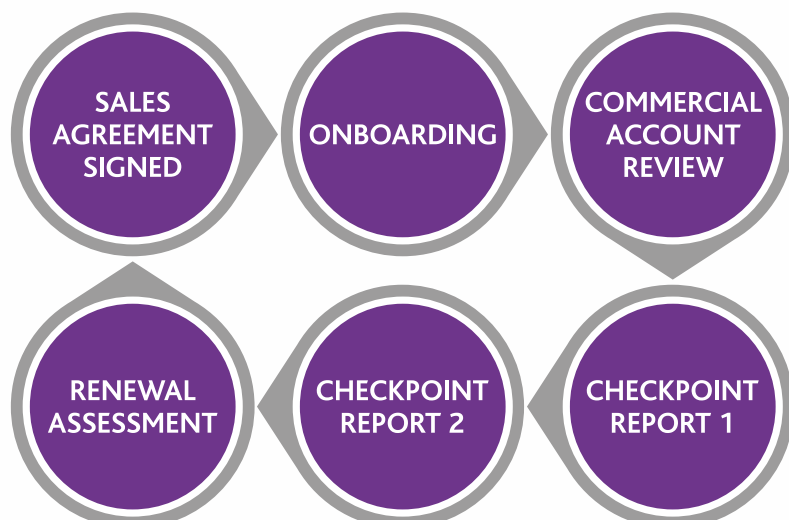 SALES
AGREEMENT
SIGNED
ONBOARDING
COMMERCIAL
ACCOUNT
REVIEW
RENEWAL
ASSESSMENT
CHECKPOINT
REPORT 2
CHECKPOINT
REPORT 1